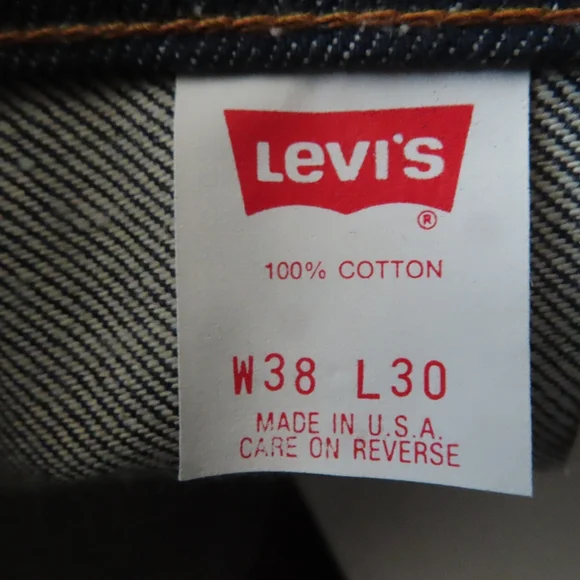 LEVI'S
®
100% COTTON
W38 L30
MADE IN U.S.A.
CARE ON REVERSE